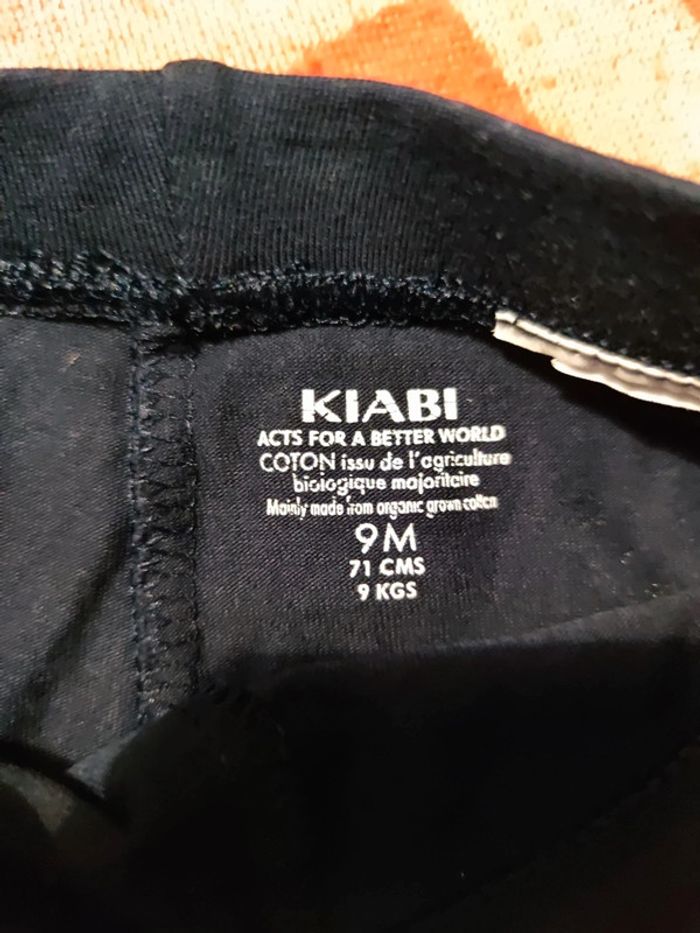 KIABI
ACTS FOR A BETTER WORLD
COTON issu de l'agriculture
biologique majoritaire
Mainly made from organic grown cotton
9M
71 CMS
9 KGS